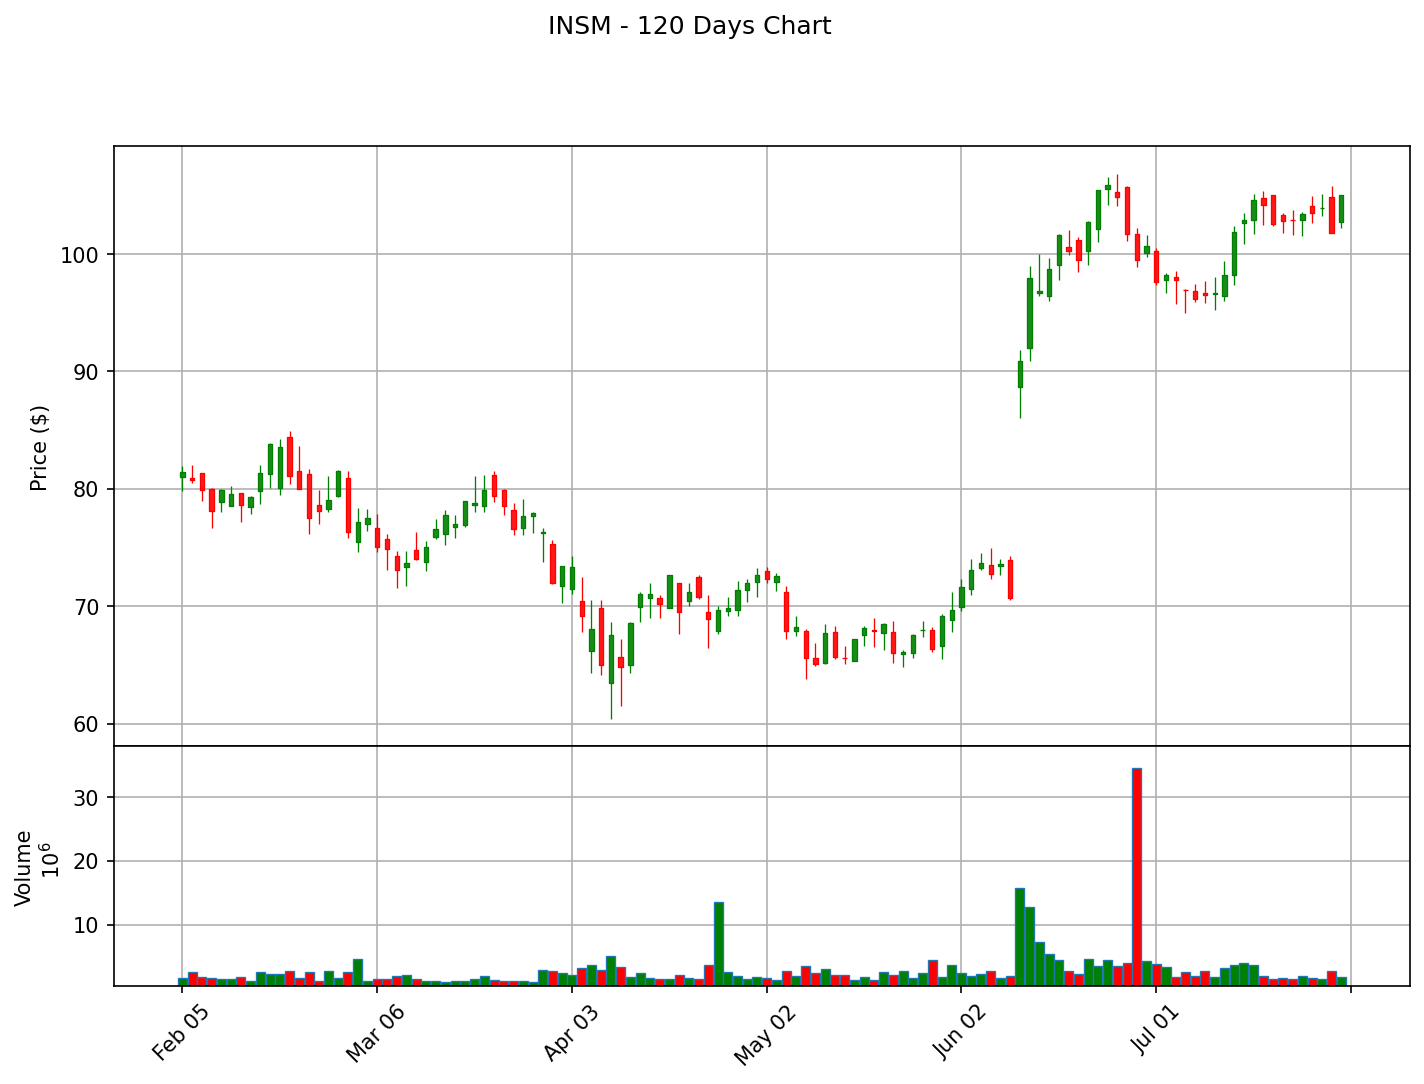 INSM - 120 Days Chart
Price ($)
100
90
80
70
60
Volume
10^6
30
20
10
Feb 05
Mar 06
Apr 03
May 02
Jun 02
Jul 01